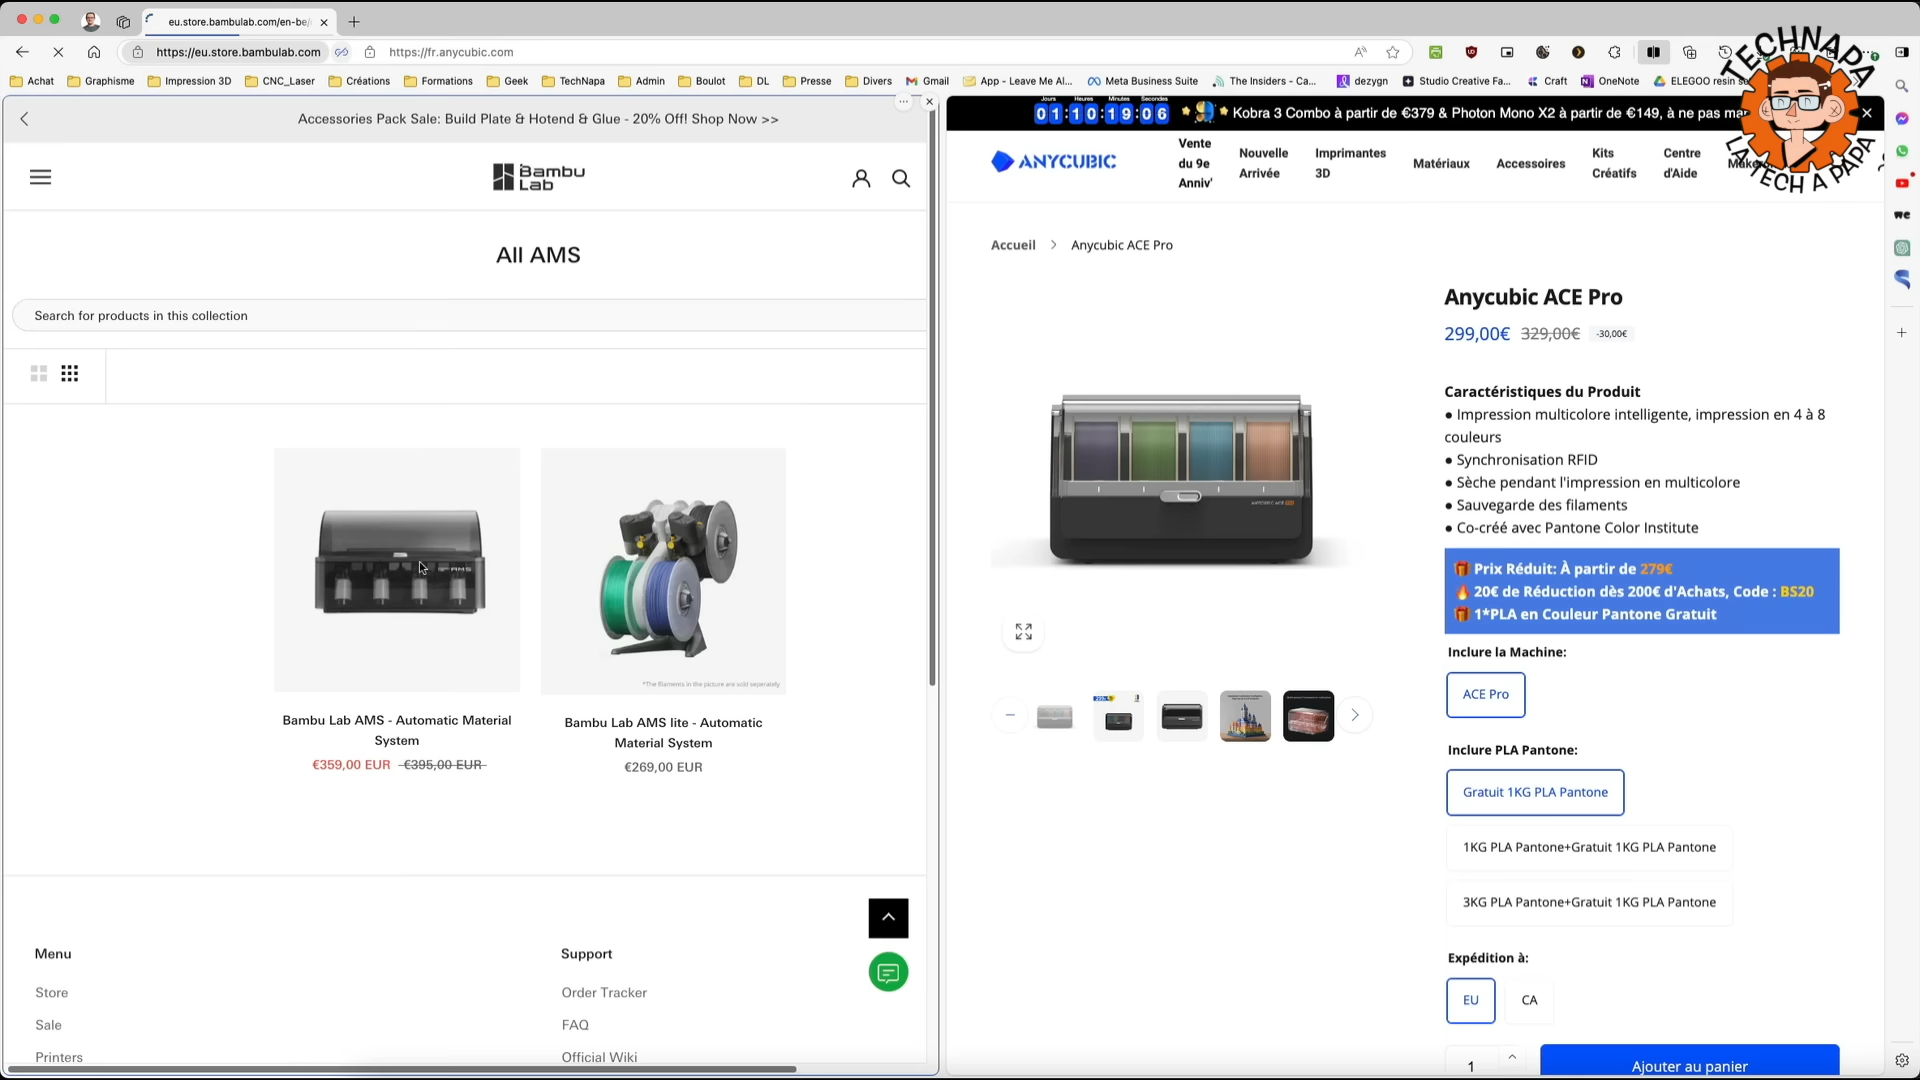 eu.store.bambulab.com/en-be/
https://eu.store.bambulab.com
https://fr.anycubic.com
Achat
Graphisme
Impression 3D
CNC_Laser
Créations
Formations
Geek
TechNapa
Admin
Boulot
DL
Presse
Divers
Gmail
App - Leave Me Al...
Meta Business Suite
The Insiders - Ca...
dezygn
Studio Creative Fa...
Craft
OneNote
ELEGOO resin
TECHNAPA
LA TECH A PAPA
Accessories Pack Sale: Build Plate & Hotend & Glue - 20% Off! Shop Now >>
Bambu
Lab
All AMS
Search for products in this collection
AMS
*The filaments in the picture are sold seperately
Bambu Lab AMS - Automatic Material
System
€359,00 EUR €395,00 EUR
Bambu Lab AMS lite - Automatic
Material System
€269,00 EUR
Menu
Store
Sale
Printers
Support
Order Tracker
FAQ
Official Wiki
Jours Heures Minutes Secondes
01:10:19:06
Kobra 3 Combo à partir de €379 & Photon Mono X2 à partir de €149, à ne pas
ANYCUBIC
Vente
du 9e
Anniv'
Nouvelle
Arrivée
Imprimantes
3D
Matériaux
Accessoires
Kits
Créatifs
Centre
d'Aide
Accueil > Anycubic ACE Pro
Anycubic ACE Pro
299,00€ 329,00€ -30,00€
Caractéristiques du Produit
● Impression multicolore intelligente, impression en 4 à 8
couleurs
● Synchronisation RFID
● Sèche pendant l'impression en multicolore
● Sauvegarde des filaments
● Co-créé avec Pantone Color Institute
Prix Réduit: À partir de 279€
20€ de Réduction dès 200€ d'Achats, Code : BS20
1*PLA en Couleur Pantone Gratuit
Inclure la Machine:
ACE Pro
Inclure PLA Pantone:
Gratuit 1KG PLA Pantone
1KG PLA Pantone+Gratuit 1KG PLA Pantone
3KG PLA Pantone+Gratuit 1KG PLA Pantone
Expédition à:
EU
CA
1
Ajouter au panier